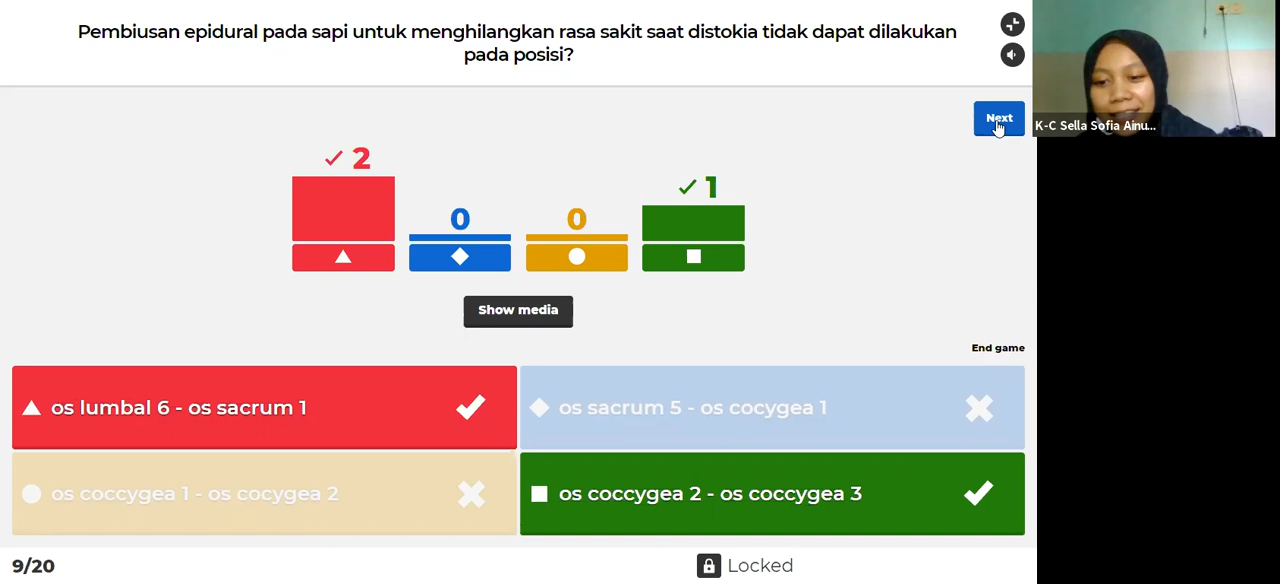 Pembiusan epidural pada sapi untuk menghilangkan rasa sakit saat distokia tidak dapat dilakukan
pada posisi?
Next
K-C Sella Sofia Ainu...
2
0
0
1
Show media
End game
os lumbal 6 - os sacrum 1
os sacrum 5 - os cocygea 1
os coccygea 1 - os cocygea 2
os coccygea 2 - os coccygea 3
9/20
Locked